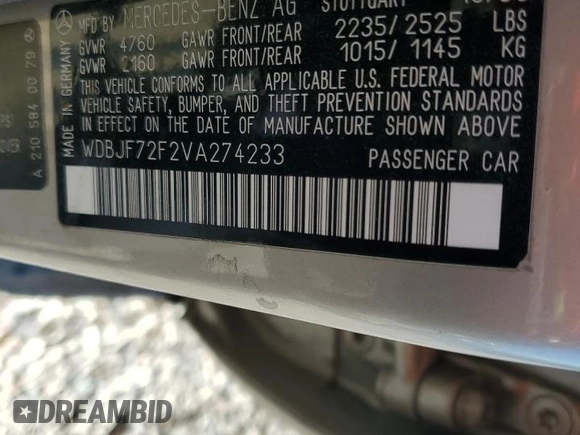 MFD BY MERCEDES-BENZ AG STUTTGART
GVWR 4760 GAWR FRONT/REAR 2235/2525 LBS
GVWR 2160 GAWR FRONT/REAR 1015/1145 KG
THIS VEHICLE CONFORMS TO ALL APPLICABLE U.S. FEDERAL MOTOR
VEHICLE SAFETY, BUMPER, AND THEFT PREVENTION STANDARDS
IN EFFECT ON THE DATE OF MANUFACTURE SHOWN ABOVE.
WDBJF72F2VA274233 PASSENGER CAR
MADE IN GERMANY
A 210 584 00 79
DREAMBID